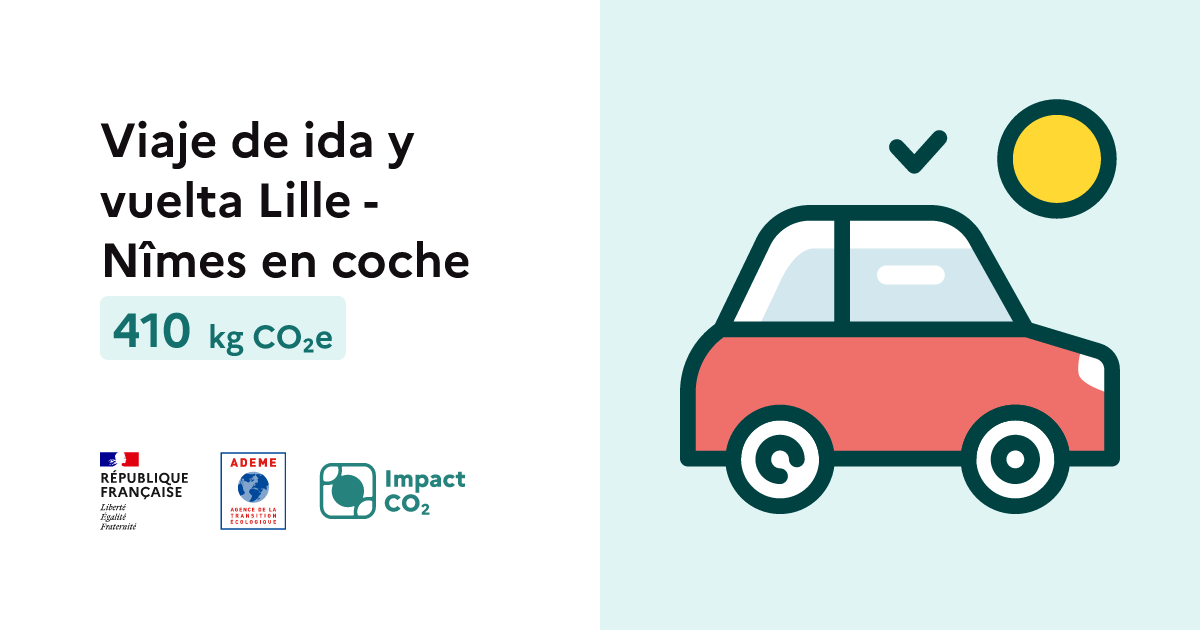 Viaje de ida y
vuelta Lille -
Nîmes en coche
410 kg CO₂e
RÉPUBLIQUE
FRANÇAISE
Liberté
Égalité
Fraternité
ADEME
AGENCE DE LA
TRANSITION
ÉCOLOGIQUE
Impact
CO₂